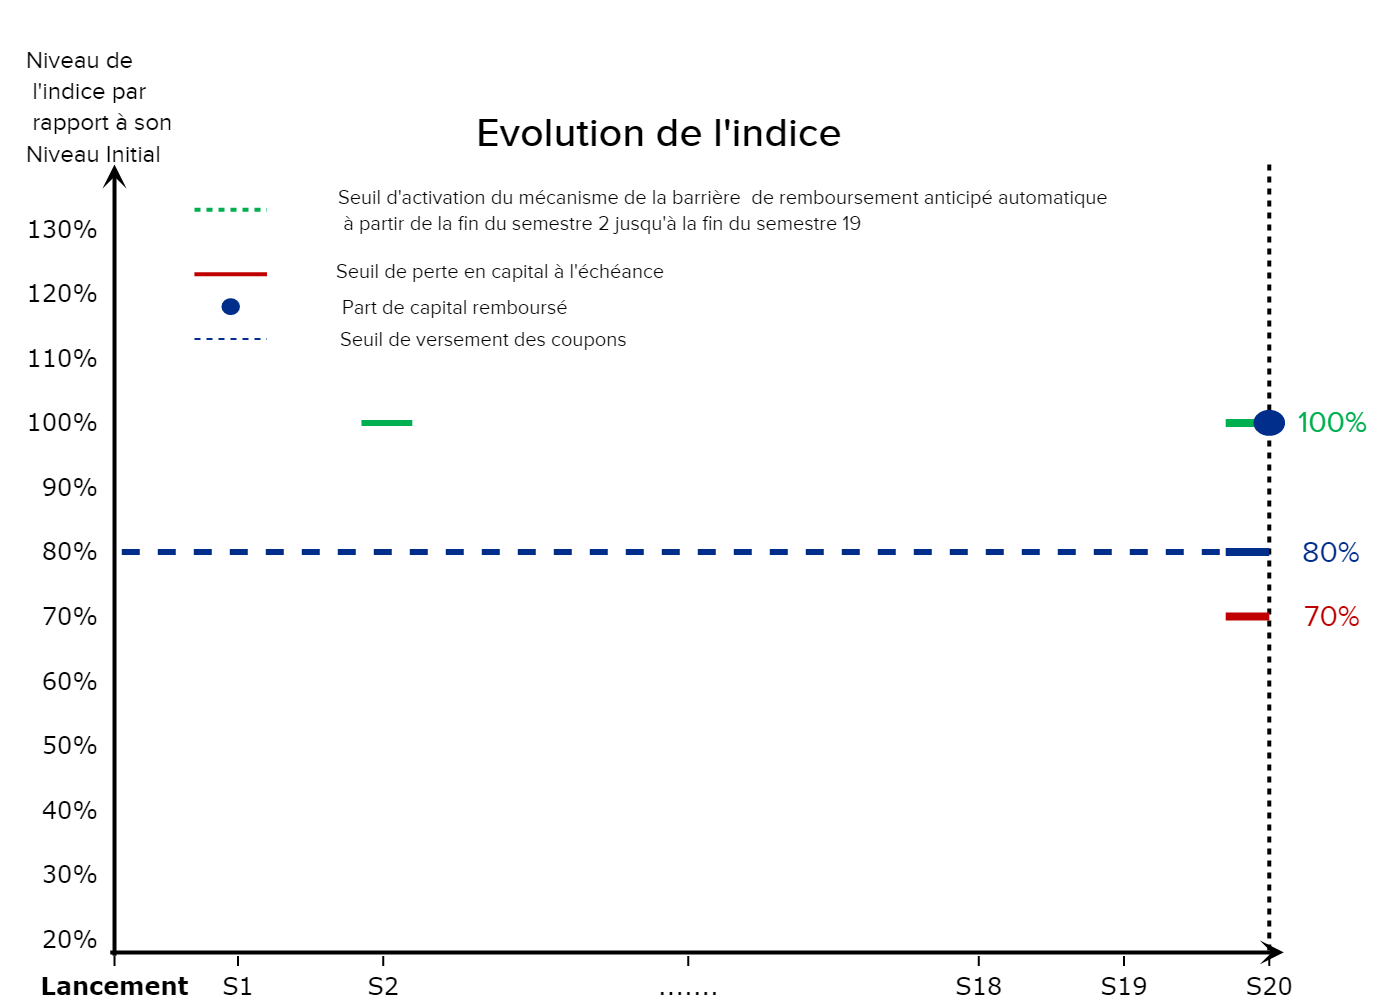 Niveau de
l'indice par
rapport à son
Niveau Initial
Evolution de l'indice
Seuil d'activation du mécanisme de la barrière  de remboursement anticipé automatique
à partir de la fin du semestre 2 jusqu'à la fin du semestre 19
Seuil de perte en capital à l'échéance
Part de capital remboursé
Seuil de versement des coupons
130%
120%
110%
100%
100%
90%
80%
80%
70%
70%
60%
50%
40%
30%
20%
Lancement S1 S2 ....... S18 S19 S20